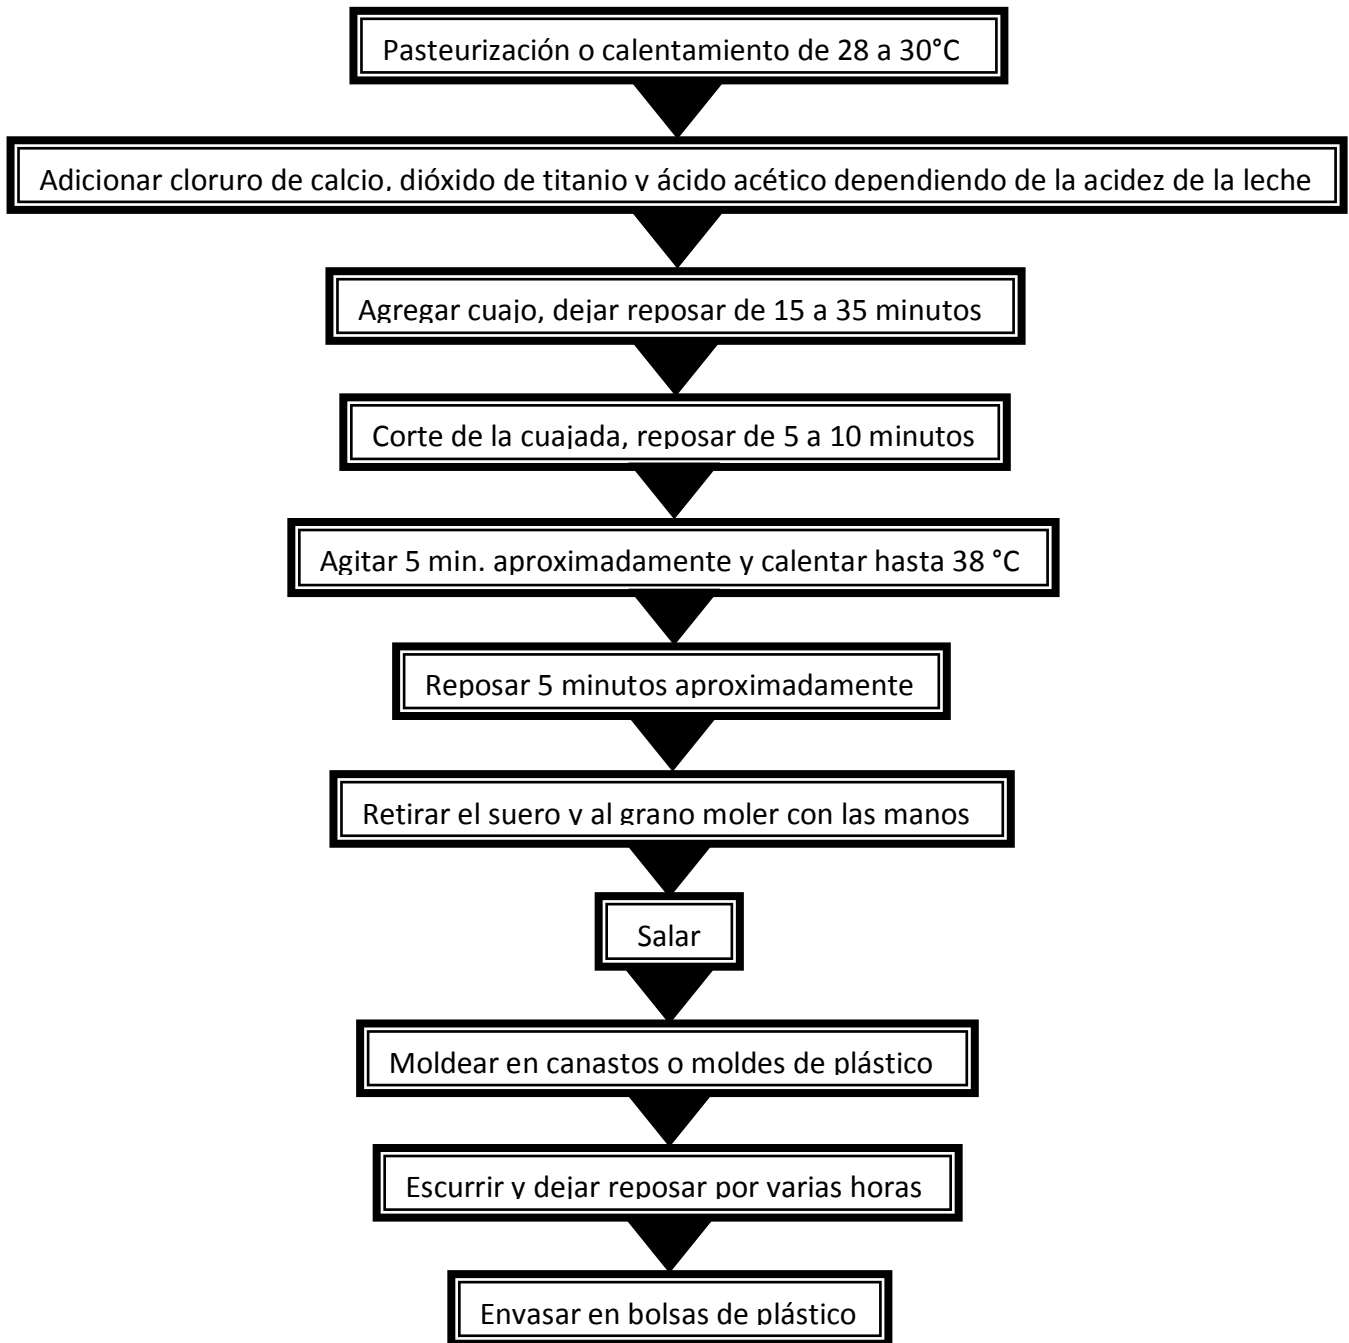 Pasteurización o calentamiento de 28 a 30°C
Adicionar cloruro de calcio, dióxido de titanio y ácido acético dependiendo de la acidez de la leche
Agregar cuajo, dejar reposar de 15 a 35 minutos
Corte de la cuajada, reposar de 5 a 10 minutos
Agitar 5 min. aproximadamente y calentar hasta 38 °C
Reposar 5 minutos aproximadamente
Retirar el suero y al grano moler con las manos
Salar
Moldear en canastos o moldes de plástico
Escurrir y dejar reposar por varias horas
Envasar en bolsas de plástico